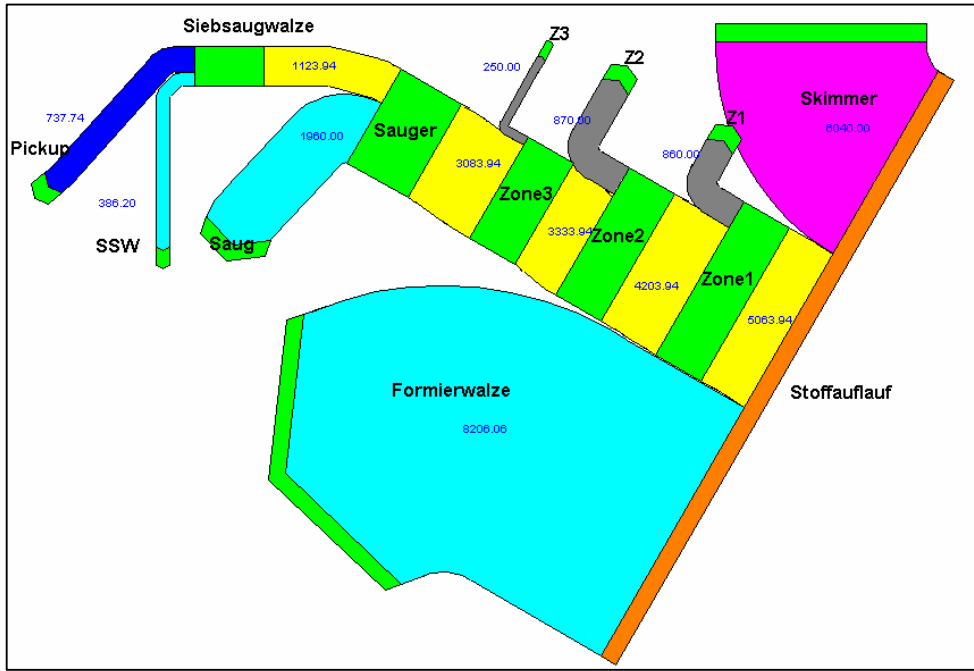 Siebsaugwalze
Z3
Z2
1123.94
250.00
Skimmer
6040.00
737.74
870.00
Z1
Pickup
1960.00
Sauger
3083.94
860.00
386.20
Zone3
3333.94
Zone2
SSW
Saug
4203.94
Zone1
5063.94
Formierwalze
Stoffauflauf
8206.06